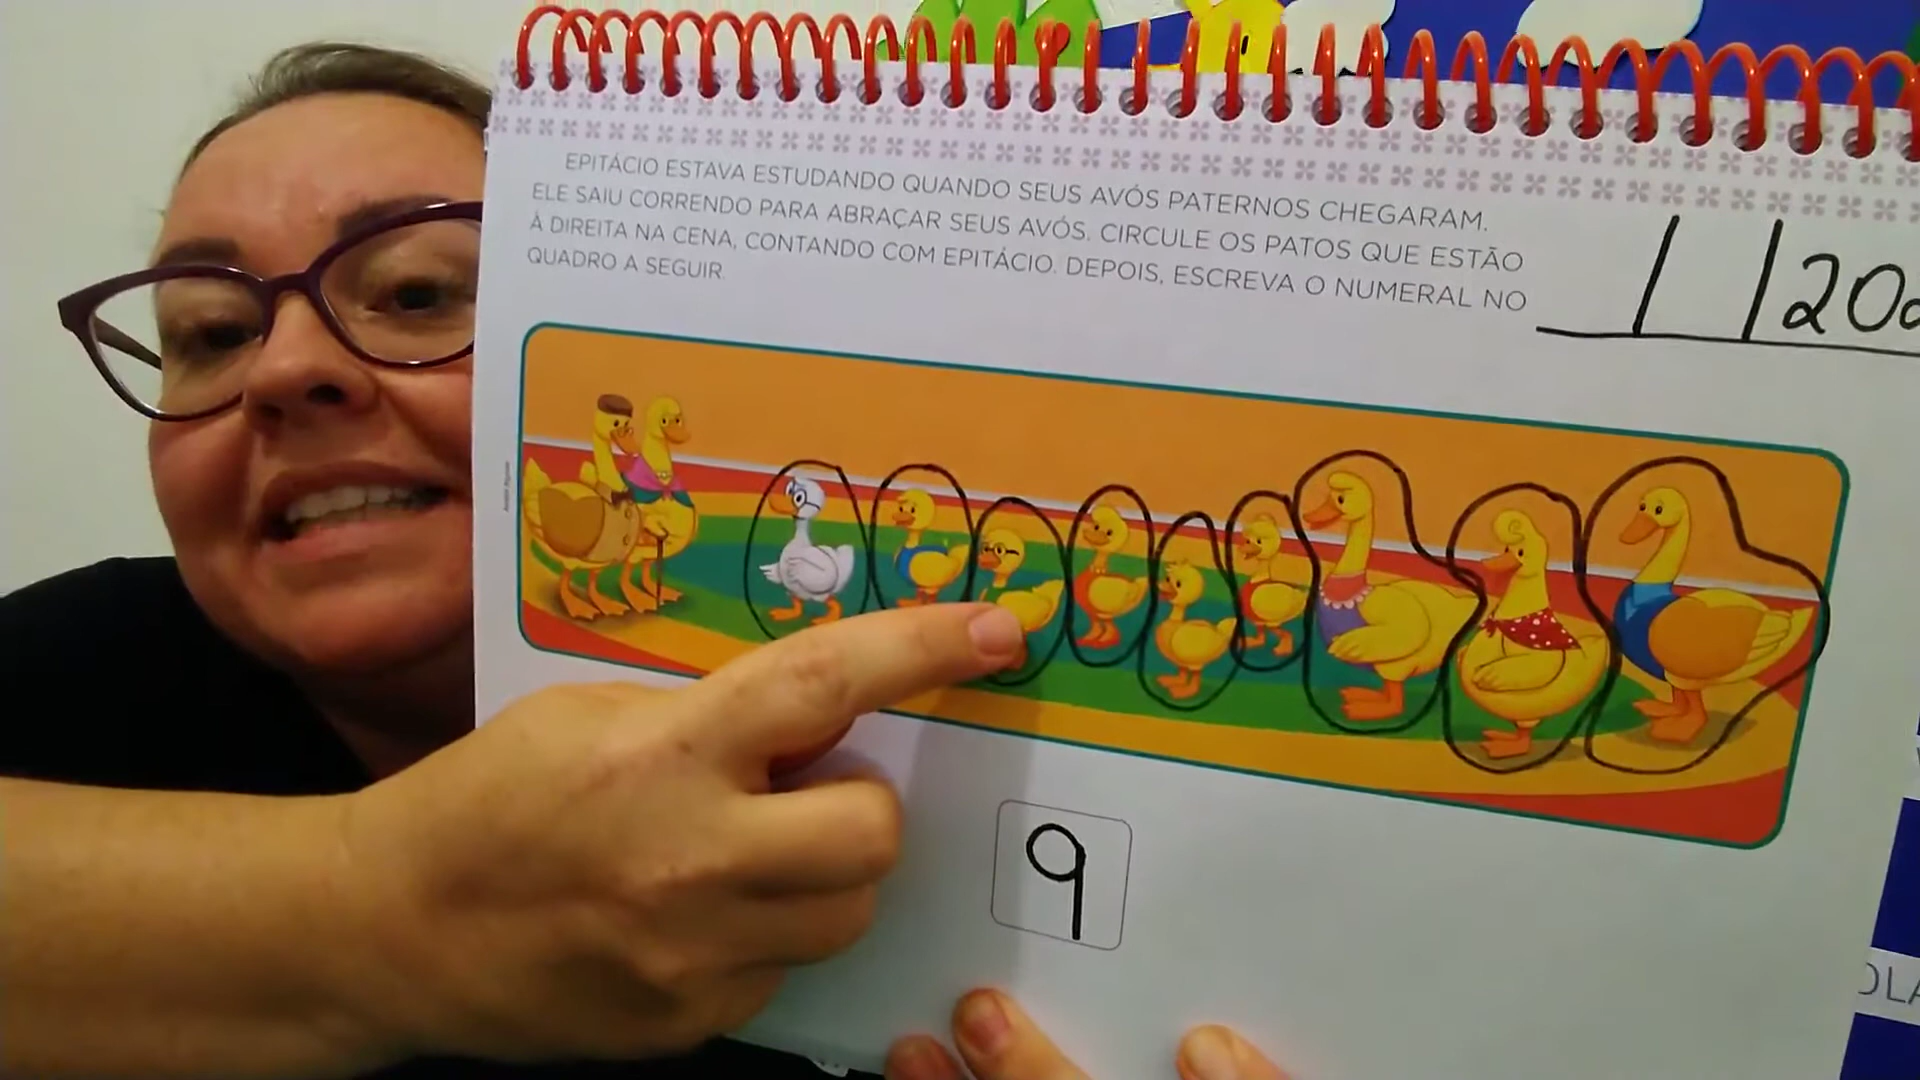 EPITÁCIO ESTAVA ESTUDANDO QUANDO SEUS AVÓS PATERNOS CHEGARAM.
ELE SAIU CORRENDO PARA ABRAÇAR SEUS AVÓS. CIRCULE OS PATOS QUE ESTÃO
À DIREITA NA CENA, CONTANDO COM EPITÁCIO. DEPOIS, ESCREVA O NUMERAL NO
QUADRO A SEGUIR.
9